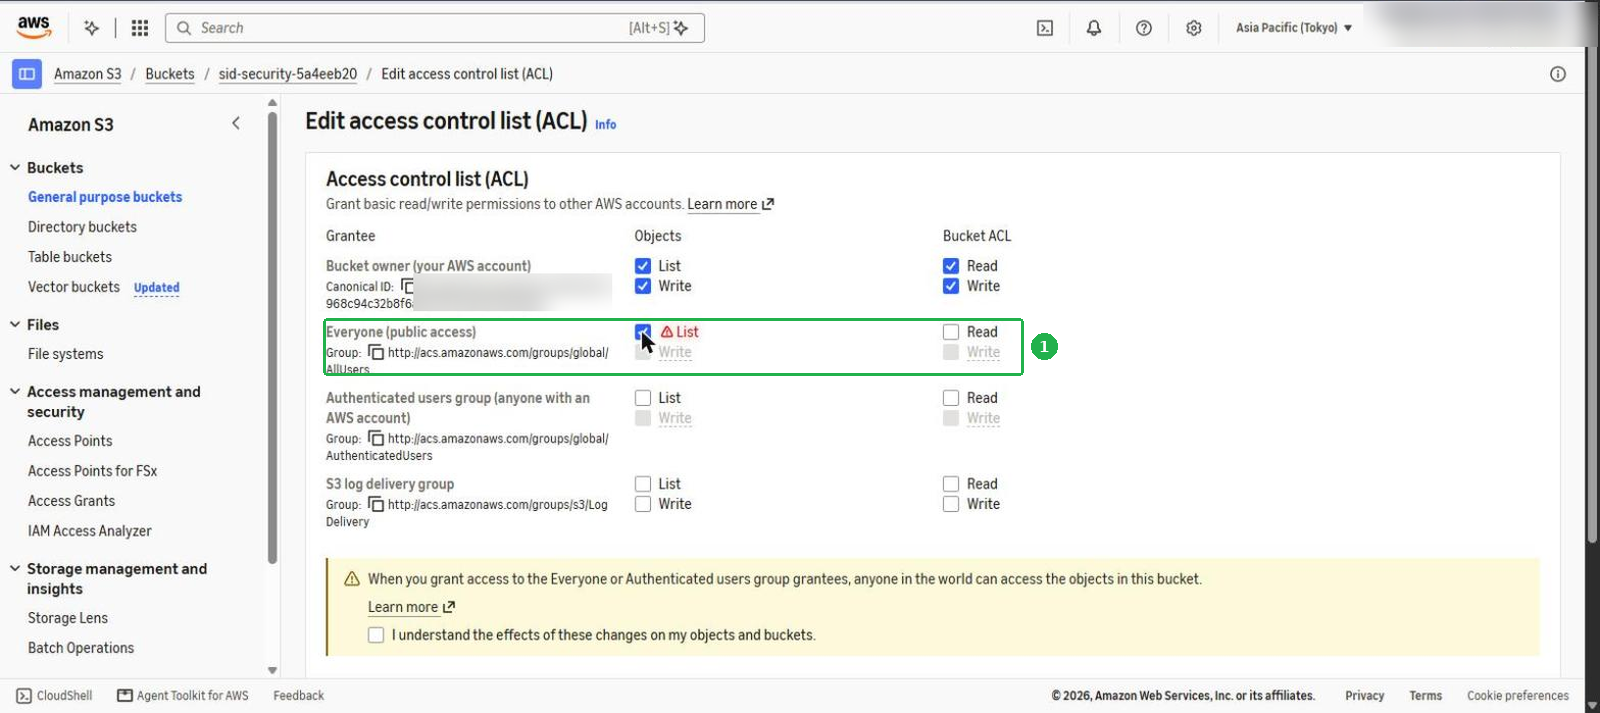 aws
Search [Alt+S]
Asia Pacific (Tokyo)
Amazon S3 / Buckets / sid-security-5a4eeb20 / Edit access control list (ACL)
Amazon S3
Buckets
General purpose buckets
Directory buckets
Table buckets
Vector buckets Updated
Files
File systems
Access management and
security
Access Points
Access Points for FSx
Access Grants
IAM Access Analyzer
Storage management and
insights
Storage Lens
Batch Operations
Edit access control list (ACL) Info
Access control list (ACL)
Grant basic read/write permissions to other AWS accounts. Learn more
Grantee Objects Bucket ACL
Bucket owner (your AWS account) List Read
Canonical ID: Write Write
968c94c32b8f6
Everyone (public access) List Read
1
Group: http://acs.amazonaws.com/groups/global/ Write Write
AllUsers
Authenticated users group (anyone with an List Read
AWS account) Write Write
Group: http://acs.amazonaws.com/groups/global/
AuthenticatedUsers
S3 log delivery group List Read
Group: http://acs.amazonaws.com/groups/s3/Log Write Write
Delivery
When you grant access to the Everyone or Authenticated users group grantees, anyone in the world can access the objects in this bucket.
Learn more
I understand the effects of these changes on my objects and buckets.
CloudShell Agent Toolkit for AWS Feedback © 2026, Amazon Web Services, Inc. or its affiliates. Privacy Terms Cookie preferences